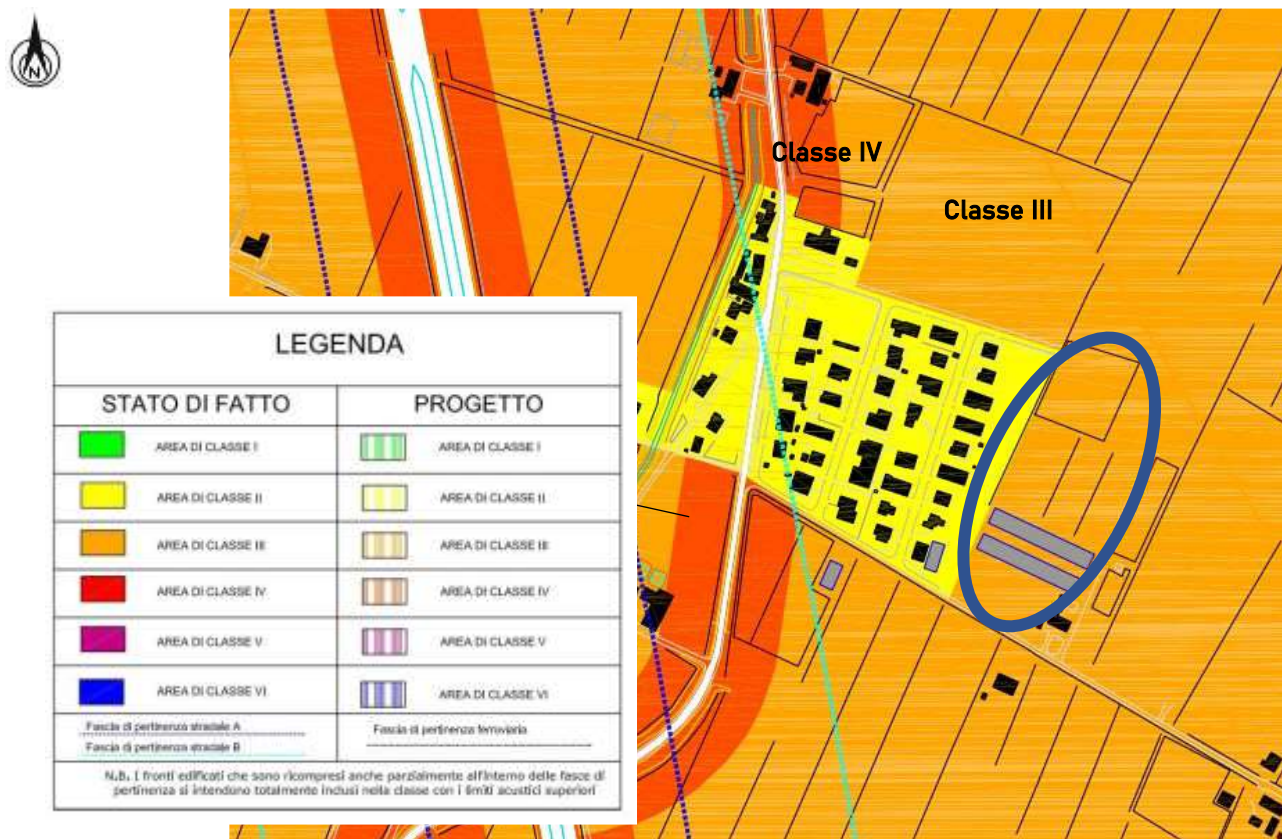 N
Classe IV
Classe III
LEGENDA
STATO DI FATTO
PROGETTO
AREA DI CLASSE I
AREA DI CLASSE I
AREA DI CLASSE II
AREA DI CLASSE II
AREA DI CLASSE III
AREA DI CLASSE III
AREA DI CLASSE IV
AREA DI CLASSE IV
AREA DI CLASSE V
AREA DI CLASSE V
AREA DI CLASSE VI
AREA DI CLASSE VI
Fascia di pertinenza stradale A
Fascia di pertinenza ferroviaria
Fascia di pertinenza stradale B
N.B. I fronti edificati che sono ricompresi anche parzialmente all'interno delle fasce di
pertinenza si intendono totalmente inclusi nella classe con i limiti acustici superiori